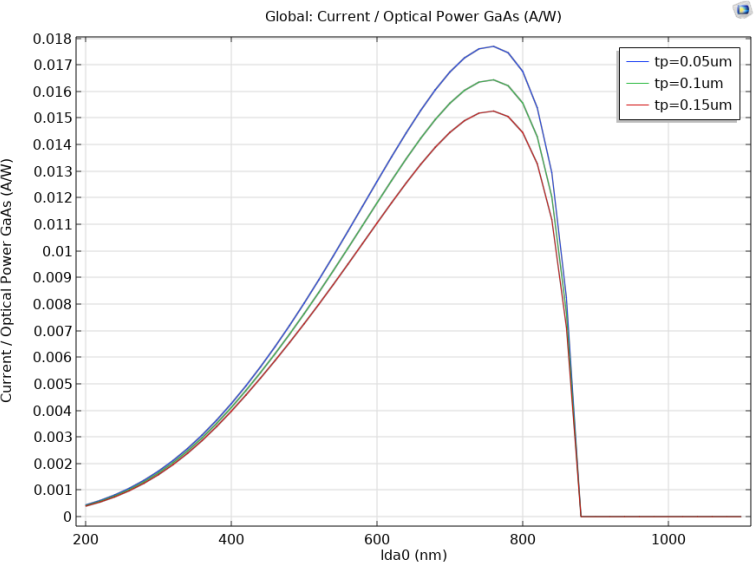 Global: Current / Optical Power GaAs (A/W)
Current / Optical Power GaAs (A/W)
0.018
0.017
0.016
0.015
0.014
0.013
0.012
0.011
0.01
0.009
0.008
0.007
0.006
0.005
0.004
0.003
0.002
0.001
0
tp=0.05um
tp=0.1um
tp=0.15um
200 400 600 800 1000
lda0 (nm)